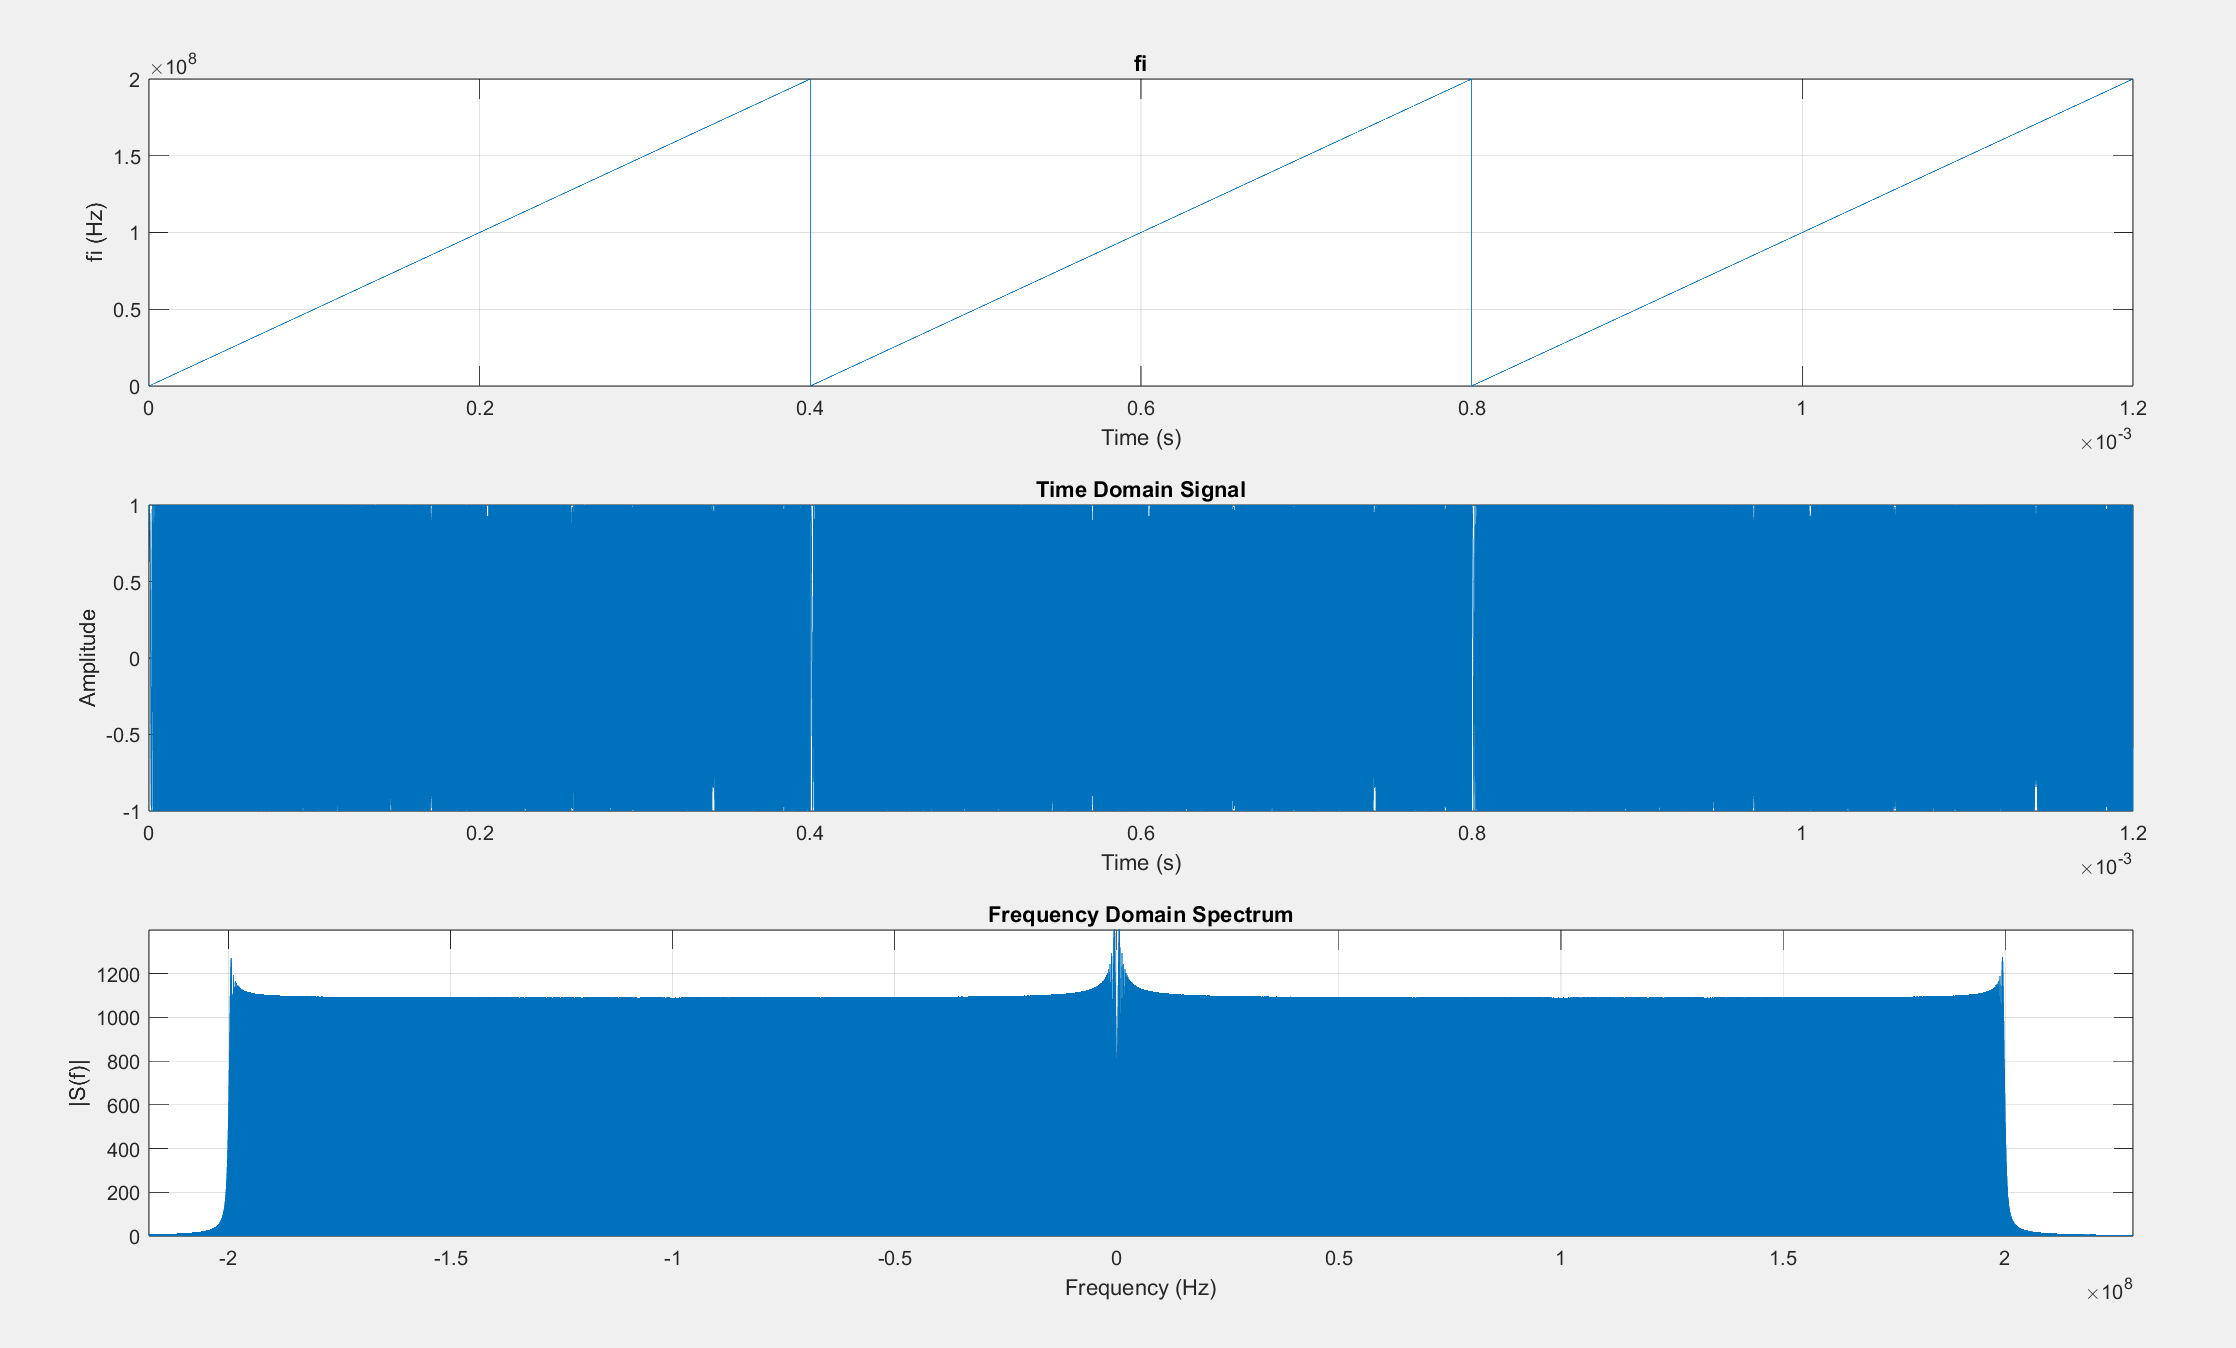 fi
×10^8
2
1.5
1
0.5
0
fi (Hz)
0 0.2 0.4 0.6 0.8 1 1.2
Time (s)
×10^-3
Time Domain Signal
1
0.5
0
-0.5
-1
Amplitude
0 0.2 0.4 0.6 0.8 1 1.2
Time (s)
×10^-3
Frequency Domain Spectrum
1200
1000
800
600
400
200
0
|S(f)|
-2 -1.5 -1 -0.5 0 0.5 1 1.5 2
Frequency (Hz)
×10^8